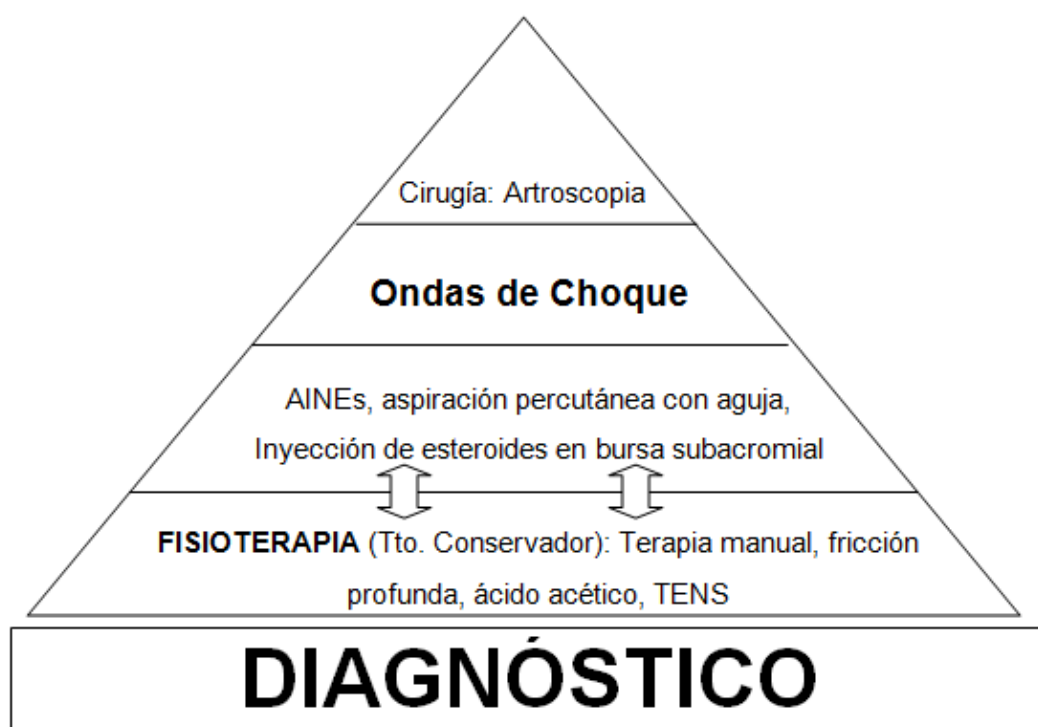 Cirugía: Artroscopia
Ondas de Choque
AINEs, aspiración percutánea con aguja,
Inyección de esteroides en bursa subacromial
FISIOTERAPIA (Tto. Conservador): Terapia manual, fricción
profunda, ácido acético, TENS
DIAGNÓSTICO